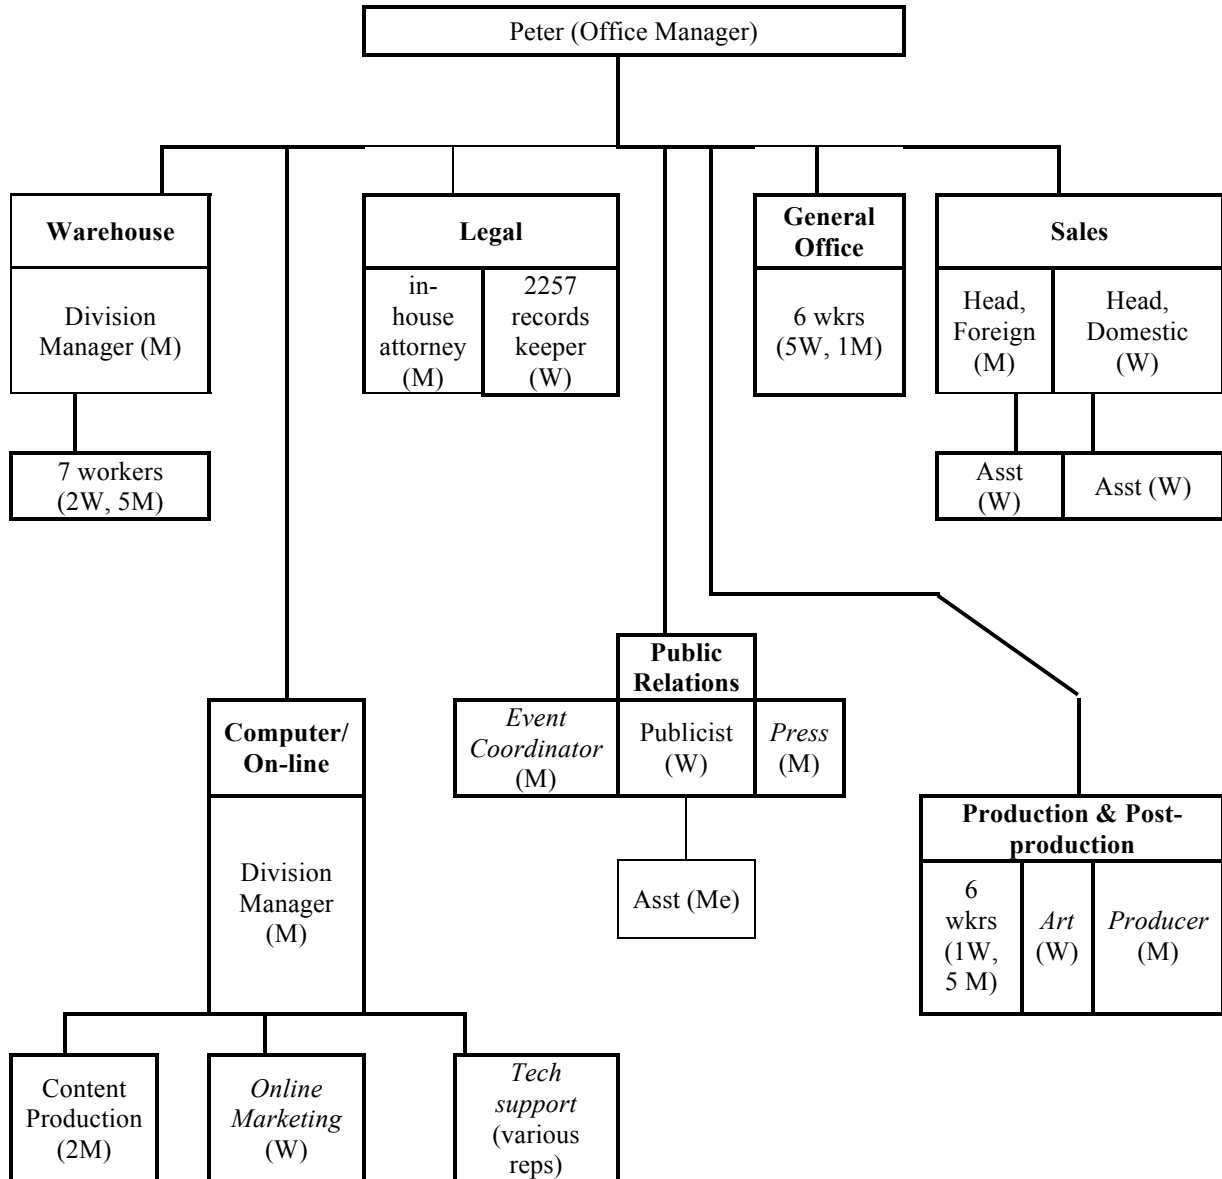 Peter (Office Manager)
Warehouse
Division
Manager (M)
7 workers
(2W, 5M)
Legal
in-
house
attorney
(M)
2257
records
keeper
(W)
General
Office
6 wkrs
(5W, 1M)
Sales
Head,
Foreign
(M)
Head,
Domestic
(W)
Asst
(W)
Asst (W)
Computer/
On-line
Division
Manager
(M)
Content
Production
(2M)
Online
Marketing
(W)
Tech
support
(various
reps)
Public
Relations
Event
Coordinator
(M)
Publicist
(W)
Press
(M)
Asst (Me)
Production & Post-
production
6
wkrs
(1W,
5 M)
Art
(W)
Producer
(M)